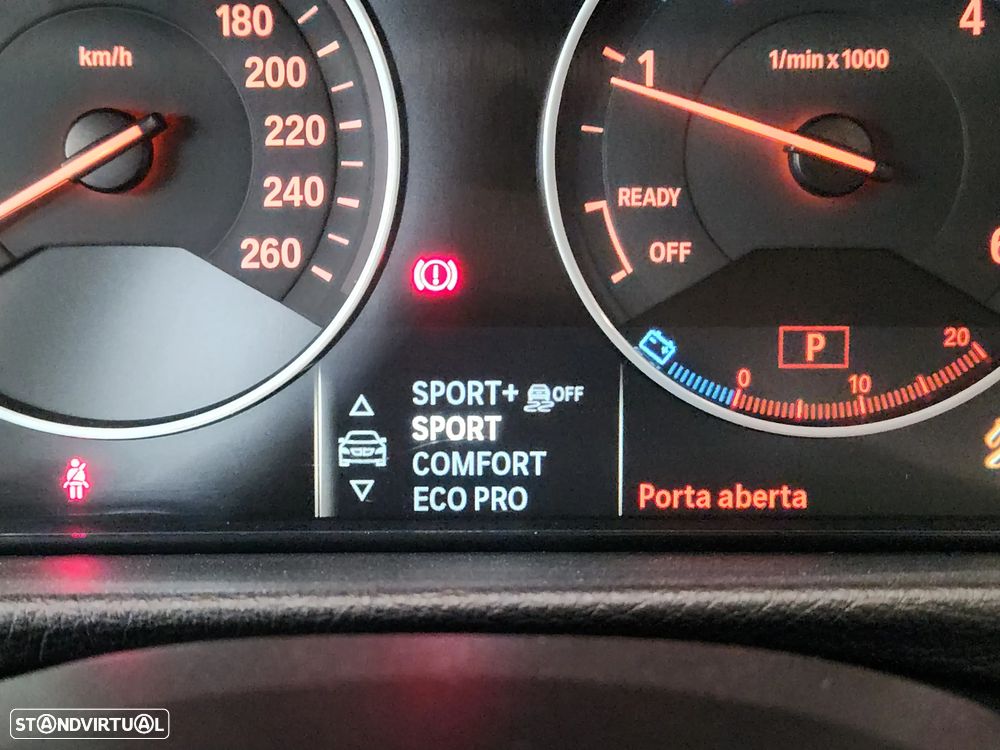 180
km/h
200
220
240
260
4
1
1/min x 1000
READY
OFF
6
P
0
10
20
SPORT+ OFF
SPORT
COMFORT
ECO PRO
Porta aberta
STANDVIRTUAL